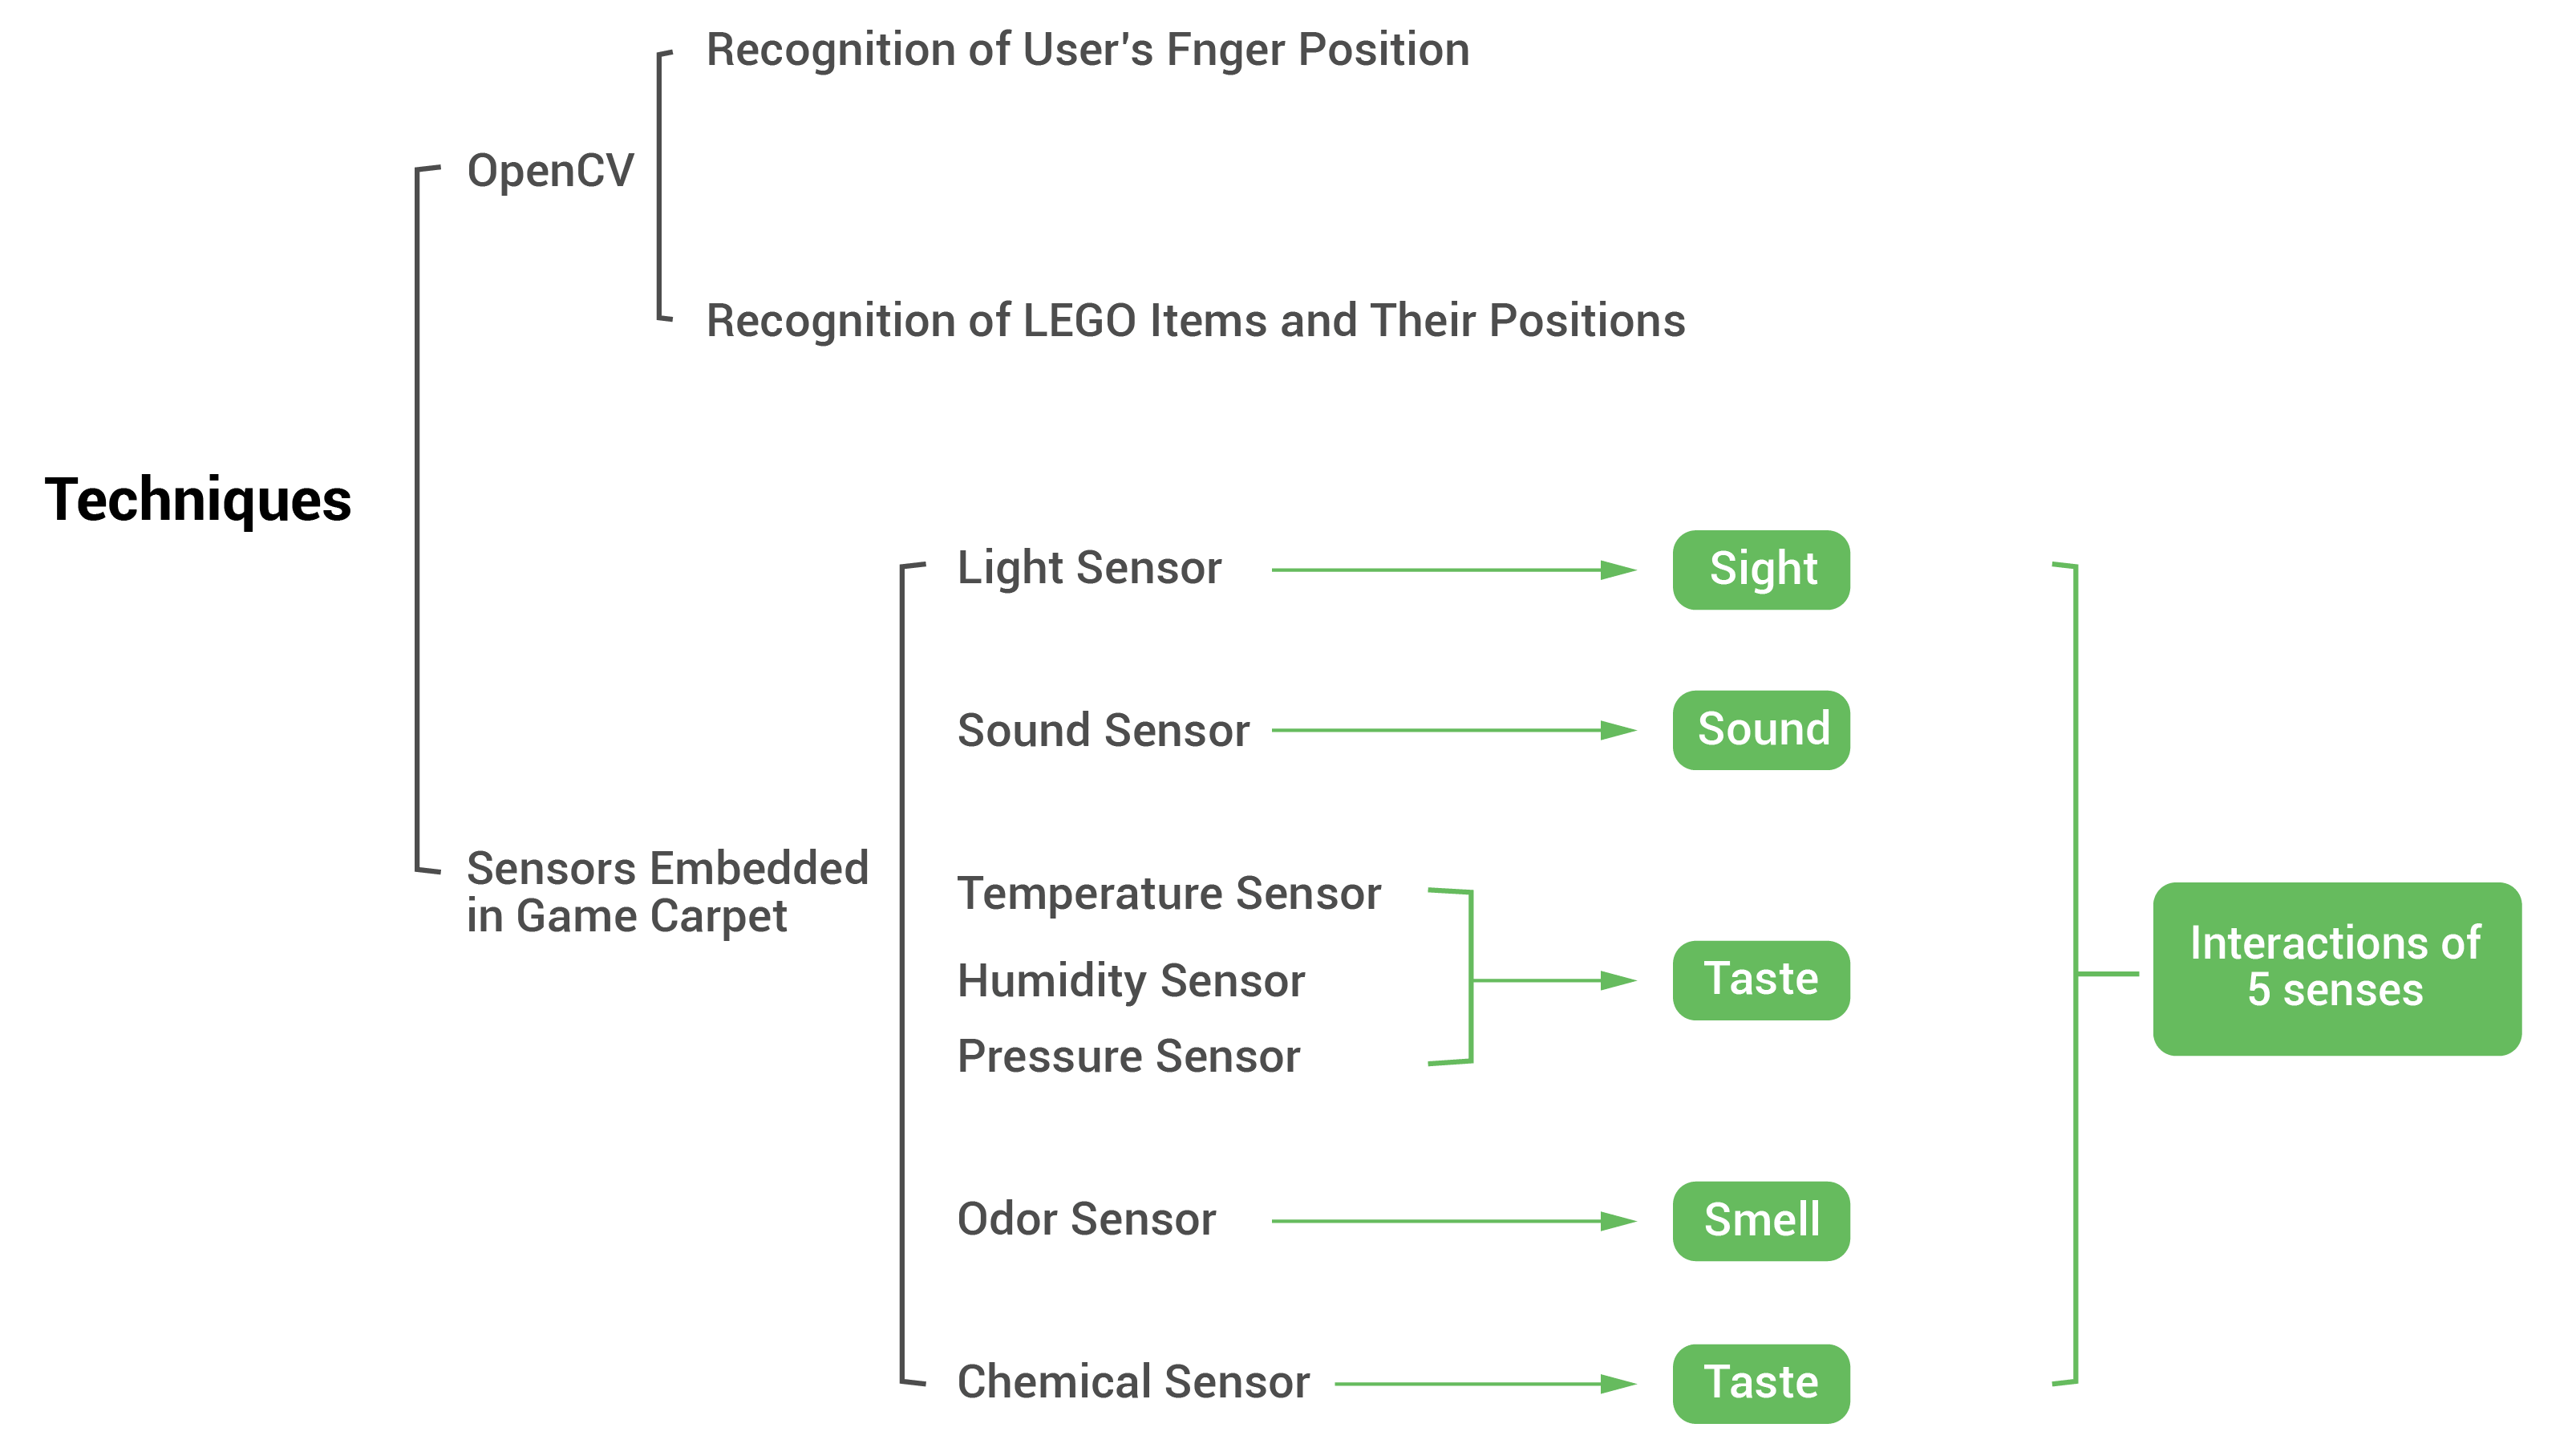 Recognition of User's Fnger Position
OpenCV
Recognition of LEGO Items and Their Positions
Techniques
Light Sensor
Sight
Sound Sensor
Sound
Sensors Embedded
in Game Carpet
Temperature Sensor
Humidity Sensor
Pressure Sensor
Taste
Interactions of
5 senses
Odor Sensor
Smell
Chemical Sensor
Taste